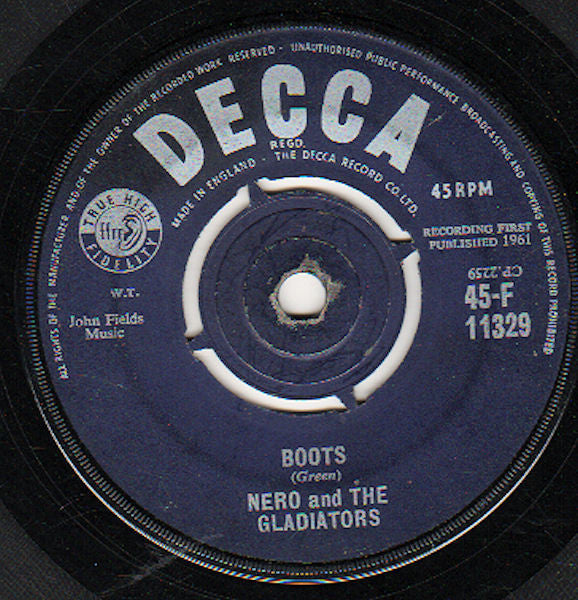 ALL RIGHTS OF THE MANUFACTURER AND OF THE OWNER OF THE RECORDED WORK RESERVED - UNAUTHORISED PUBLIC PERFORMANCE BROADCASTING AND COPYING OF THIS RECORD PROHIBITED
DECCA
REGD.
MADE IN ENGLAND - THE DECCA RECORD CO. LTD.
45 RPM
TRUE HIGH
ffrr
FIDELITY
RECORDING FIRST
PUBLISHED 1961
W.T.
CP.2259
John Fields
Music
45-F
11329
BOOTS
(Green)
NERO and THE
GLADIATORS